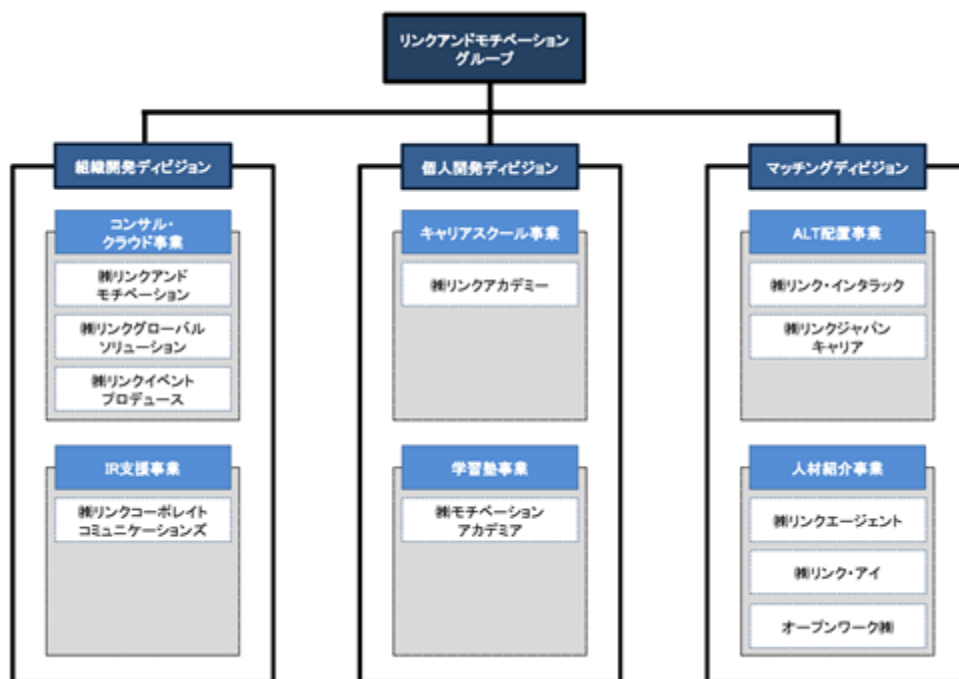 リンクアンドモチベーション
グループ
組織開発ディビジョン
コンサル・
クラウド事業
㈱リンクアンド
モチベーション
㈱リンクグローバル
ソリューション
㈱リンクイベント
プロデュース
IR支援事業
㈱リンクコーポレイト
コミュニケーションズ
個人開発ディビジョン
キャリアスクール事業
㈱リンクアカデミー
学習塾事業
㈱モチベーション
アカデミア
マッチングディビジョン
ALT配置事業
㈱リンク・インタラック
㈱リンクジャパン
キャリア
人材紹介事業
㈱リンクエージェント
㈱リンク・アイ
オープンワーク㈱